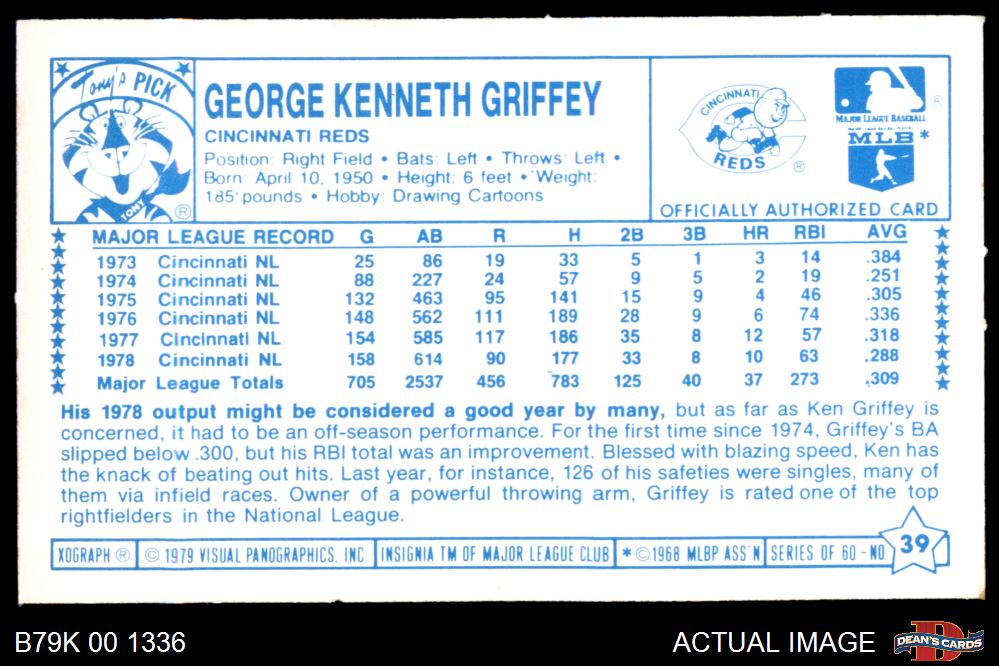 Tony's PICK
TONY
®
GEORGE KENNETH GRIFFEY
CINCINNATI REDS
Position: Right Field • Bats: Left • Throws: Left •
Born: April 10, 1950 • Height: 6 feet • Weight:
185 pounds • Hobby: Drawing Cartoons
CINCINNATI
REDS ®
®
MAJOR LEAGUE BASEBALL
MLB *
OFFICIALLY AUTHORIZED CARD
MAJOR LEAGUE RECORD G AB R H 2B 3B HR RBI AVG
1973 Cincinnati NL 25 86 19 33 5 1 3 14 .384
1974 Cincinnati NL 88 227 24 57 9 5 2 19 .251
1975 Cincinnati NL 132 463 95 141 15 9 4 46 .305
1976 Cincinnati NL 148 562 111 189 28 9 6 74 .336
1977 Cincinnati NL 154 585 117 186 35 8 12 57 .318
1978 Cincinnati NL 158 614 90 177 33 8 10 63 .288
Major League Totals 705 2537 456 783 125 40 37 273 .309
His 1978 output might be considered a good year by many, but as far as Ken Griffey is
concerned, it had to be an off-season performance. For the first time since 1974, Griffey's BA
slipped below .300, but his RBI total was an improvement. Blessed with blazing speed, Ken has
the knack of beating out hits. Last year, for instance, 126 of his safeties were singles, many of
them via infield races. Owner of a powerful throwing arm, Griffey is rated one of the top
rightfielders in the National League.
XOGRAPH ® © 1979 VISUAL PANOGRAPHICS, INC. INSIGNIA TM OF MAJOR LEAGUE CLUB * © 1968 MLBP ASS'N SERIES OF 60 - NO. 39
B79K 00 1336
ACTUAL IMAGE
DEAN'S CARDS